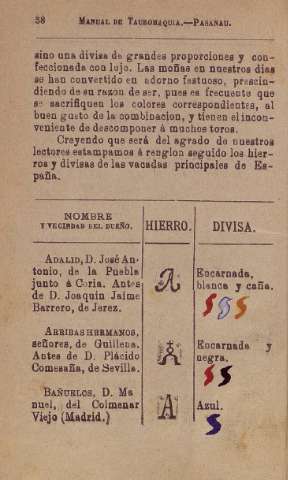 58 MANUAL DE TAUROMAQUIA.—PASANAU.
sino una divisa de grandes proporciones y con-
feccionada con lujo. Las moñas en nuestros dias
se han convertido en adorno fastuoso, prescin-
diendo de su razon de ser, pues es frecuente que
se sacrifiquen los colores correspondientes, al
buen gusto de la combinacion, y tienen el incon-
veniente de descomponer á muchos toros.
Creyendo que será del agrado de nuestros
lectores estampamos á renglon seguido los hier-
ros y divisas de las vacadas principales de Es-
paña.
NOMBRE
Y VECINDAD DEL DUEÑO.
HIERRO.
DIVISA.
ADALID, D. José An-
tonio, de la Puebla
junto á Coria. Antes
de D. Joaquin Jaime
Barrero, de Jerez.
Encarnada,
blanca y caña.
ARRIBAS HERMANOS,
señores, de Guillena.
Antes de D. Plácido
Comesaña, de Sevilla.
Encarnada y
negra.
BAÑUELOS, D. Ma
nuel, del Colmenar
Viejo (Madrid.)
A
Azul.